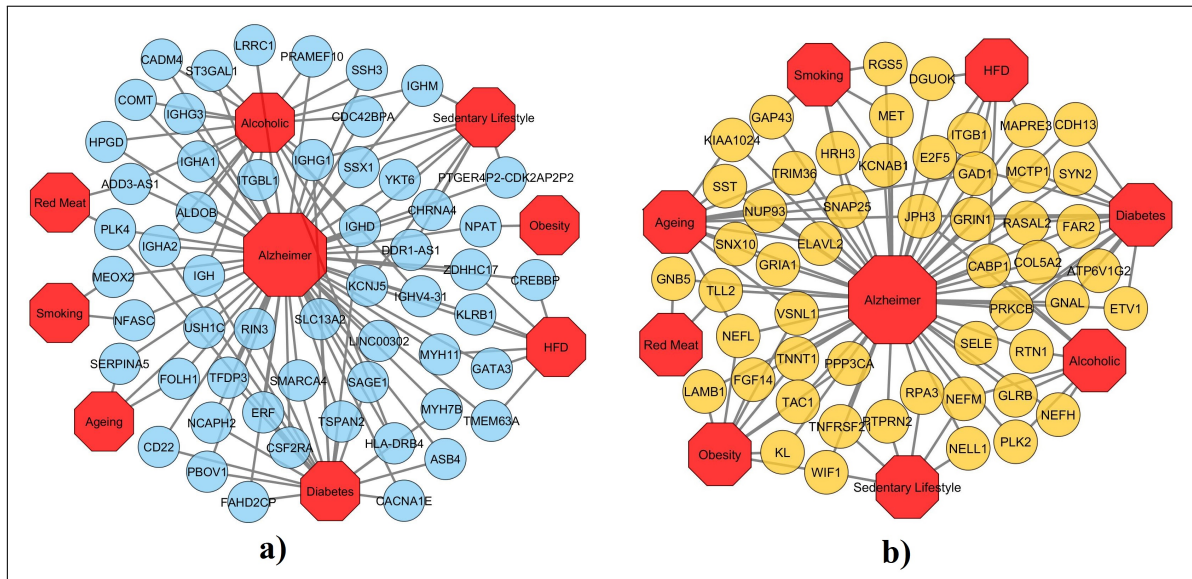 LRRC1
PRAMEF10
CADM4
ST3GAL1
SSH3
COMT
IGHG3
IGHM
Alcoholic
CDC42BPA
Sedentary Lifestyle
HPGD
IGHA1
IGHG1
SSX1
YKT6
PTGER4P2-CDK2AP2P2
ADD3-AS1
ITGBL1
Red Meat
ALDOB
CHRNA4
PLK4
IGHD
NPAT
Obesity
IGHA2
DDR1-AS1
Alzheimer
MEOX2
IGH
ZDHHC17
KCNJ5
CREBBP
IGHV4-31
Smoking
NFASC
USH1C
RIN3
SLC13A2
KLRB1
LINC00302
HFD
SERPINA5
MYH11
GATA3
FOLH1
TFDP3
SMARCA4
SAGE1
Ageing
NCAPH2
ERF
TSPAN2
MYH7B
TMEM63A
CD22
CSF2RA
HLA-DRB4
ASB4
PBOV1
Diabetes
FAHD2CP
CACNA1E
a)
RGS5
Smoking
DGUOK
HFD
GAP43
MET
KIAA1024
ITGB1
MAPRE3
CDH13
HRH3
KCNAB1
E2F5
TRIM36
GAD1
MCTP1
SYN2
SST
NUP93
SNAP25
Ageing
JPH3
GRIN1
RASAL2
Diabetes
FAR2
SNX10
ELAVL2
GRIA1
CABP1
COL5A2
ATP6V1G2
GNB5
TLL2
Alzheimer
VSNL1
PRKCB
GNAL
ETV1
Red Meat
NEFL
SELE
RTN1
TNNT1
PPP3CA
Alcoholic
LAMB1
FGF14
TAC1
RPA3
NEFM
GLRB
NEFH
TNFRSF21
PTPRN2
PLK2
Obesity
KL
NELL1
WIF1
Sedentary Lifestyle
b)